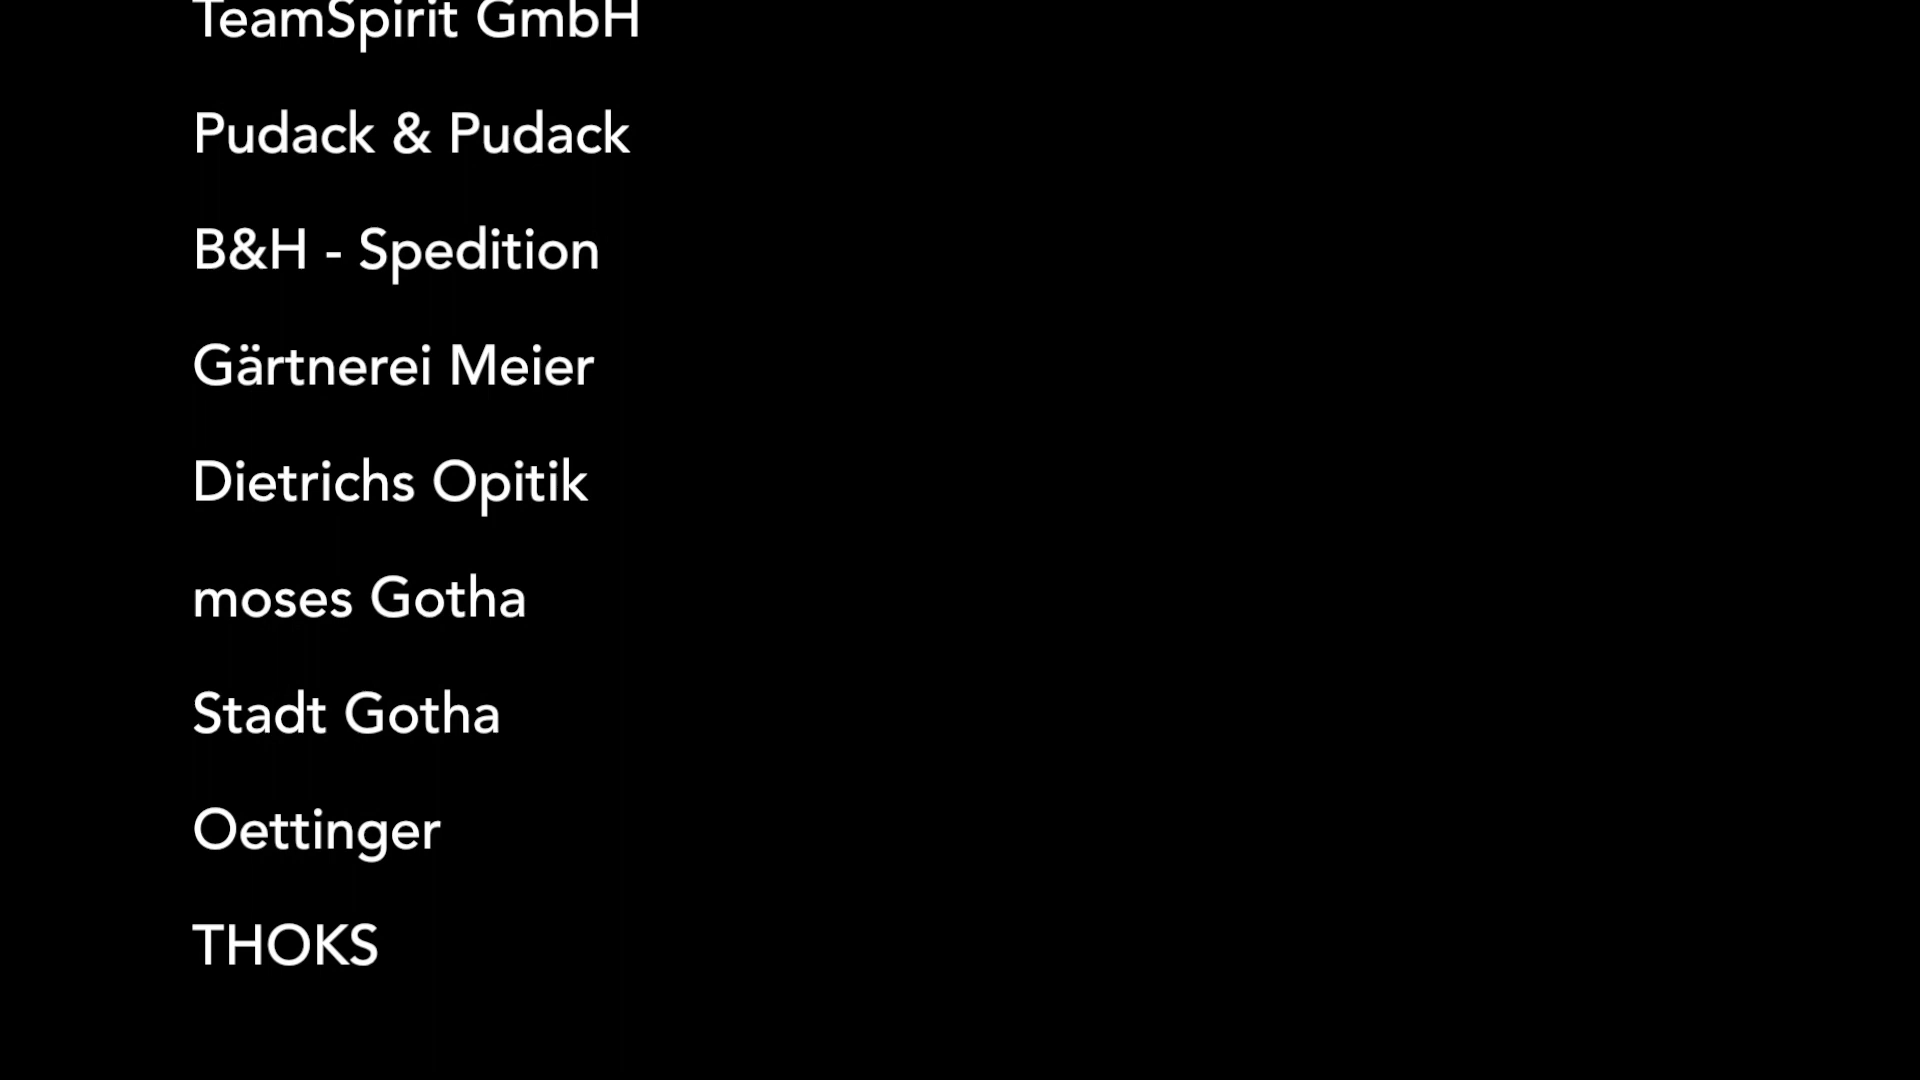 TeamSpirit GmbH
Pudack & Pudack
B&H - Spedition
Gärtnerei Meier
Dietrichs Opitik
moses Gotha
Stadt Gotha
Oettinger
THOKS